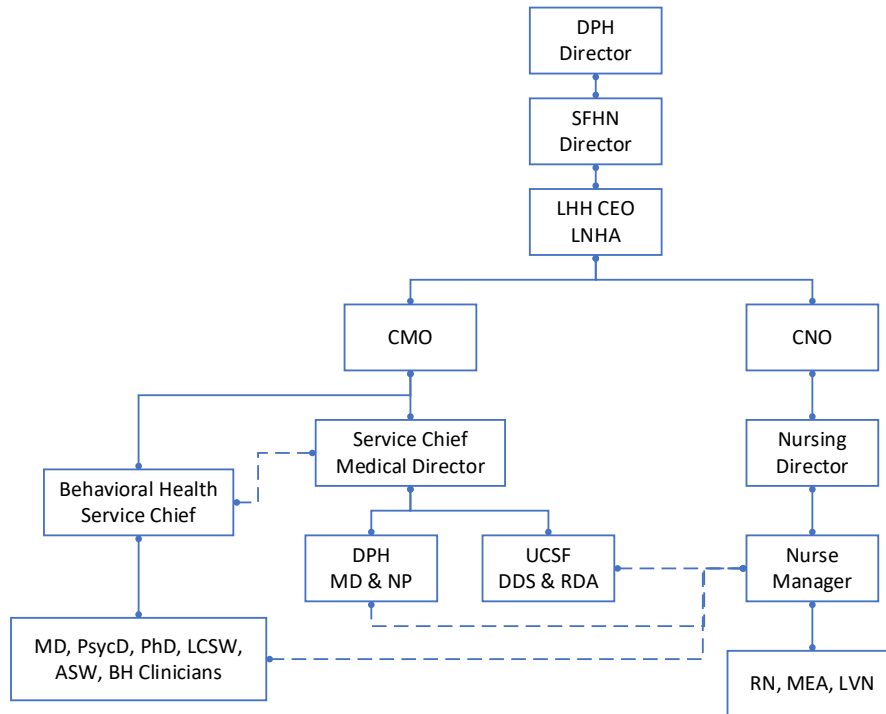 DPH
Director
SFHN
Director
LHH CEO
LNHA
CMO
CNO
Service Chief
Medical Director
Nursing
Director
Behavioral Health
Service Chief
DPH
MD & NP
UCSF
DDS & RDA
Nurse
Manager
MD, PsycD, PhD, LCSW,
ASW, BH Clinicians
RN, MEA, LVN